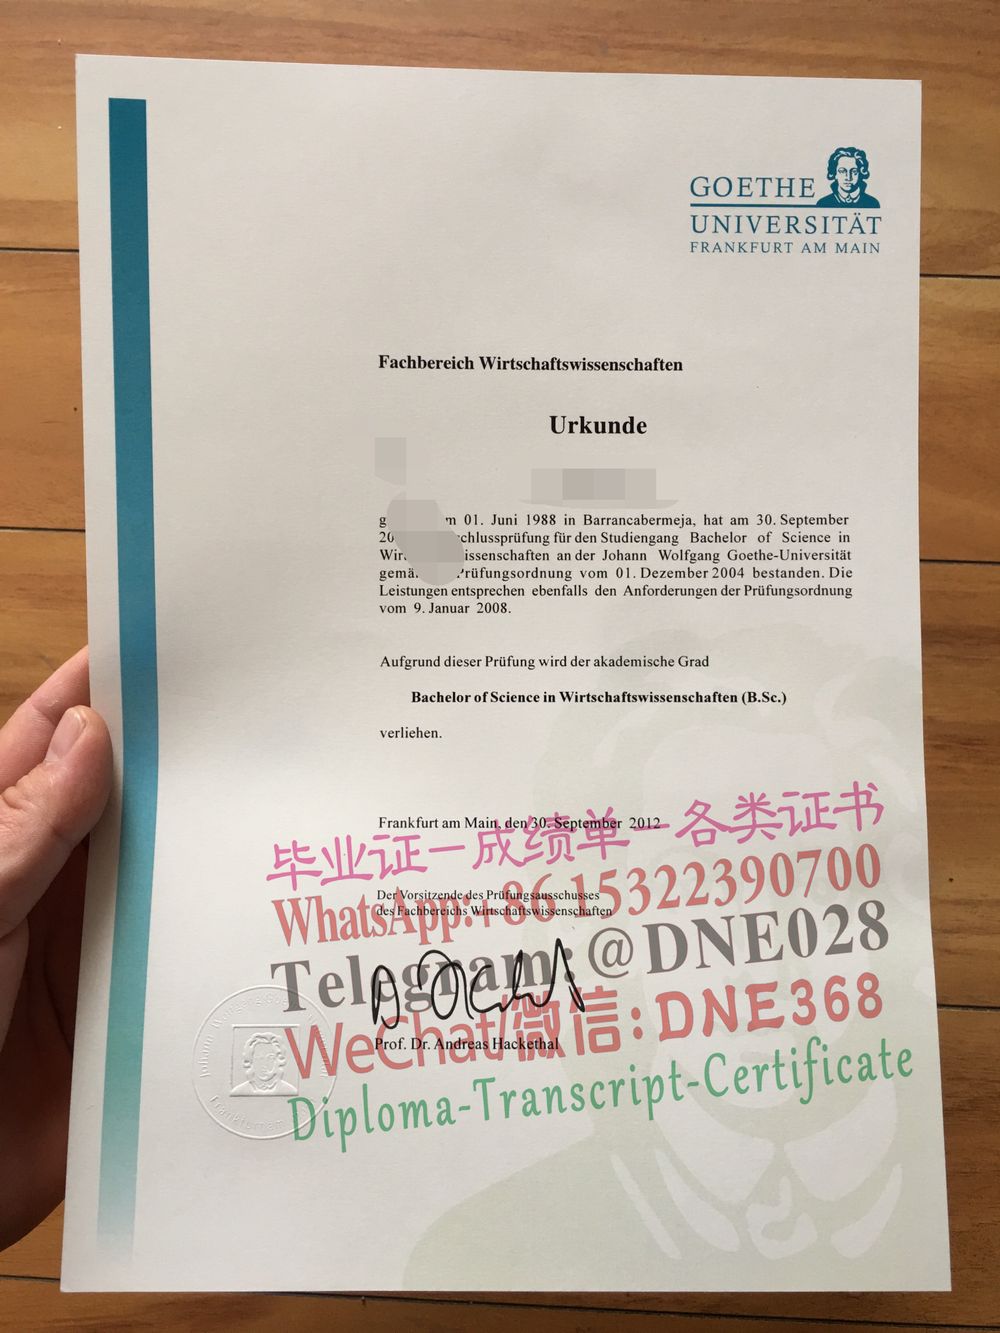 GOETHE
UNIVERSITÄT
FRANKFURT AM MAIN
Fachbereich Wirtschaftswissenschaften
Urkunde
01. Juni 1988 in Barrancabermeja, hat am 30. September
für den Studiengang Bachelor of Science in
an der Johann Wolfgang Goethe-Universität
Prüfungsordnung vom 01. Dezember 2004 bestanden. Die
Leistungen entsprechen ebenfalls den Anforderungen der Prüfungsordnung
vom 9. Januar 2008.
Aufgrund dieser Prüfung wird der akademische Grad
Bachelor of Science in Wirtschaftswissenschaften (B.Sc.)
verliehen.
Frankfurt am Main, den 30. September 2012
毕业证一成绩单一各类证书
Der Vorsitzende des Prüfungsausschusses
des Fachbereichs Wirtschaftswissenschaften
WhatsApp:+86 15322390700
Telegram:@DNE028
WeChat/微信:DNE368
Prof. Dr. Andreas Hackethal
Diploma-Transcript-Certificate